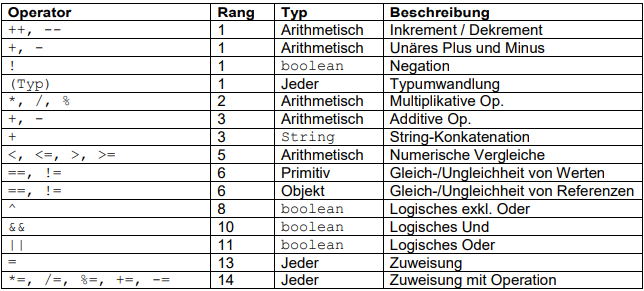 Operator Rang Typ Beschreibung
++, -- 1 Arithmetisch Inkrement / Dekrement
+, - 1 Arithmetisch Unäres Plus und Minus
! 1 boolean Negation
(Typ) 1 Jeder Typumwandlung
*, /, % 2 Arithmetisch Multiplikative Op.
+, - 3 Arithmetisch Additive Op.
+ 3 String String-Konkatenation
<, <=, >, >= 5 Arithmetisch Numerische Vergleiche
==, != 6 Primitiv Gleich-/Ungleichheit von Werten
==, != 6 Objekt Gleich-/Ungleichheit von Referenzen
^ 8 boolean Logisches exkl. Oder
&& 10 boolean Logisches Und
|| 11 boolean Logisches Oder
= 13 Jeder Zuweisung
*=, /=, %=, +=, -= 14 Jeder Zuweisung mit Operation